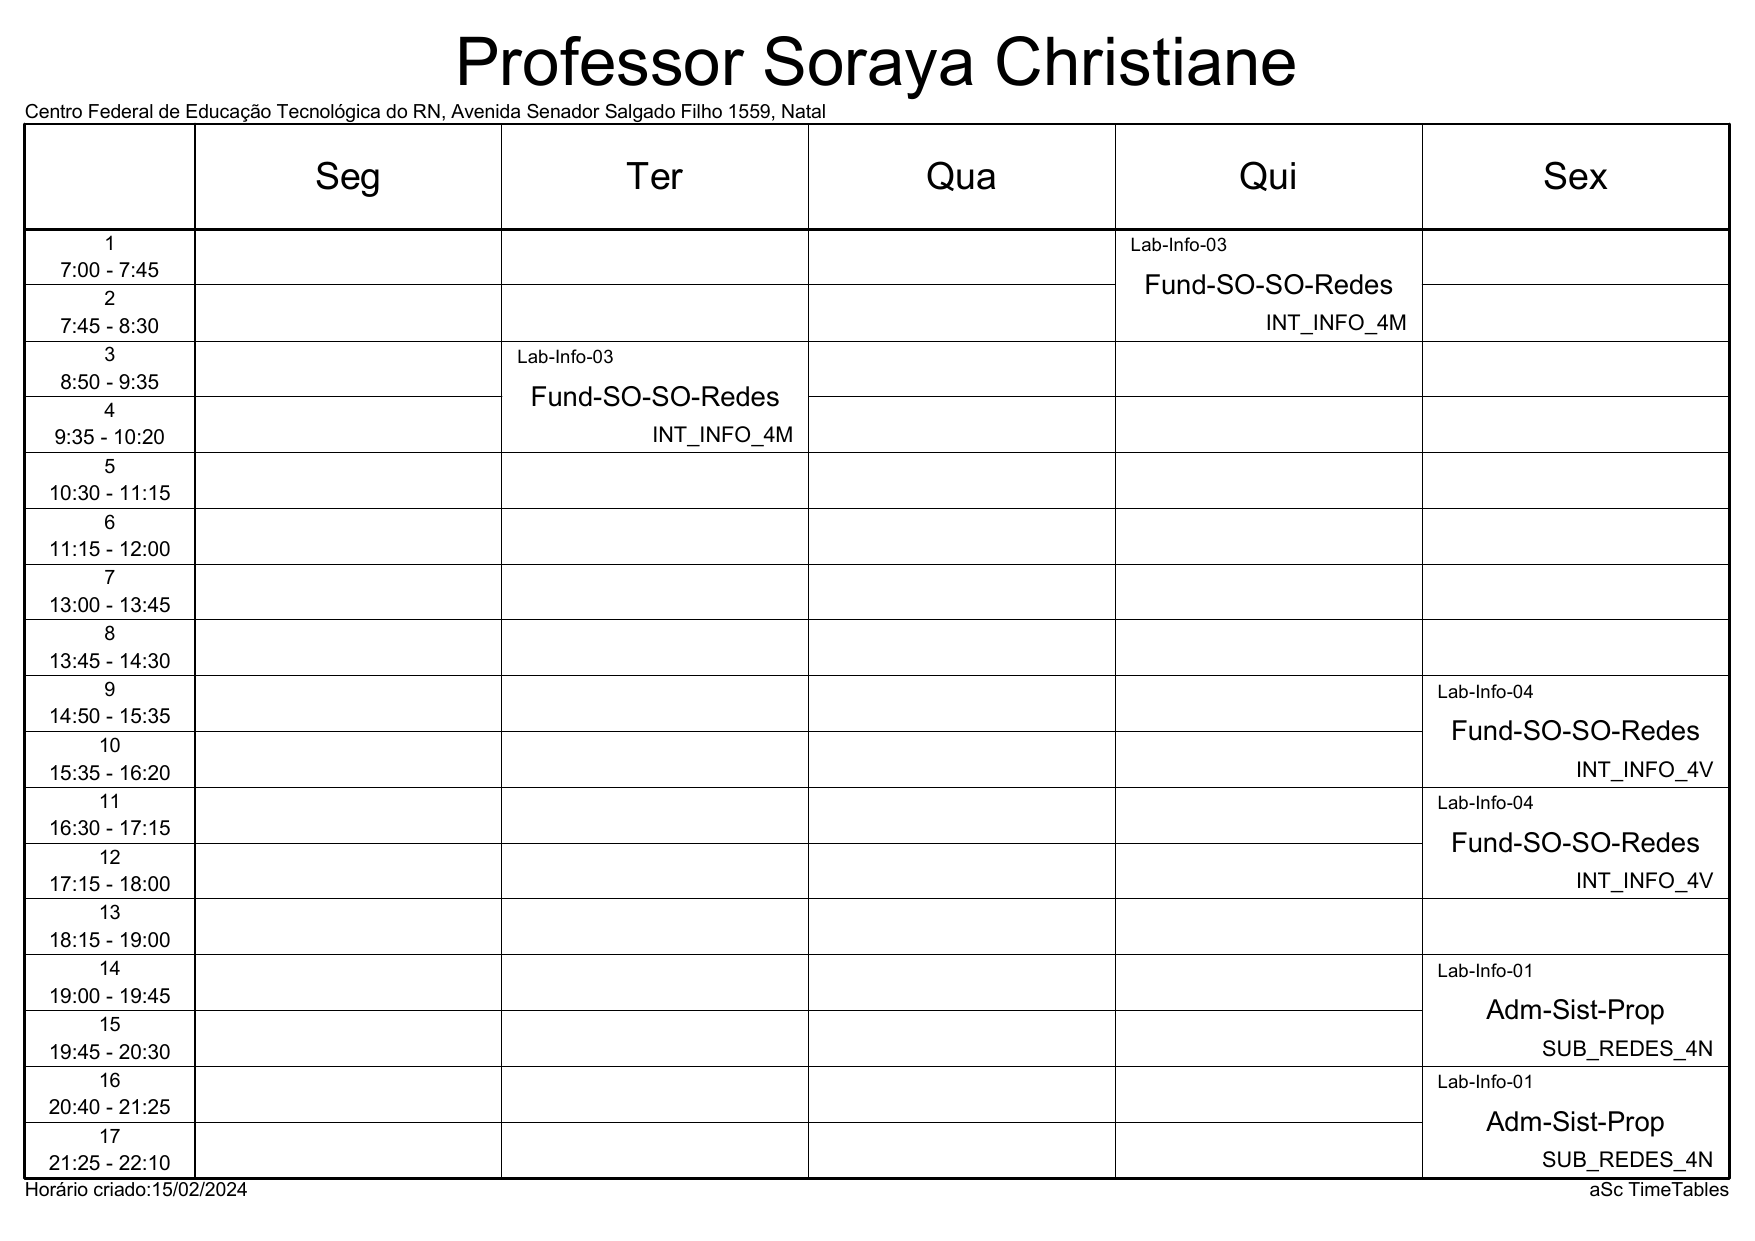 Professor Soraya Christiane
Centro Federal de Educação Tecnológica do RN, Avenida Senador Salgado Filho 1559, Natal
Seg Ter Qua Qui Sex
1
7:00 - 7:45
2
7:45 - 8:30
Lab-Info-03
Fund-SO-SO-Redes
INT_INFO_4M
3
8:50 - 9:35
4
9:35 - 10:20
Lab-Info-03
Fund-SO-SO-Redes
INT_INFO_4M
5
10:30 - 11:15
6
11:15 - 12:00
7
13:00 - 13:45
8
13:45 - 14:30
9
14:50 - 15:35
10
15:35 - 16:20
Lab-Info-04
Fund-SO-SO-Redes
INT_INFO_4V
11
16:30 - 17:15
12
17:15 - 18:00
Lab-Info-04
Fund-SO-SO-Redes
INT_INFO_4V
13
18:15 - 19:00
14
19:00 - 19:45
15
19:45 - 20:30
Lab-Info-01
Adm-Sist-Prop
SUB_REDES_4N
16
20:40 - 21:25
17
21:25 - 22:10
Lab-Info-01
Adm-Sist-Prop
SUB_REDES_4N
Horário criado:15/02/2024
aSc TimeTables